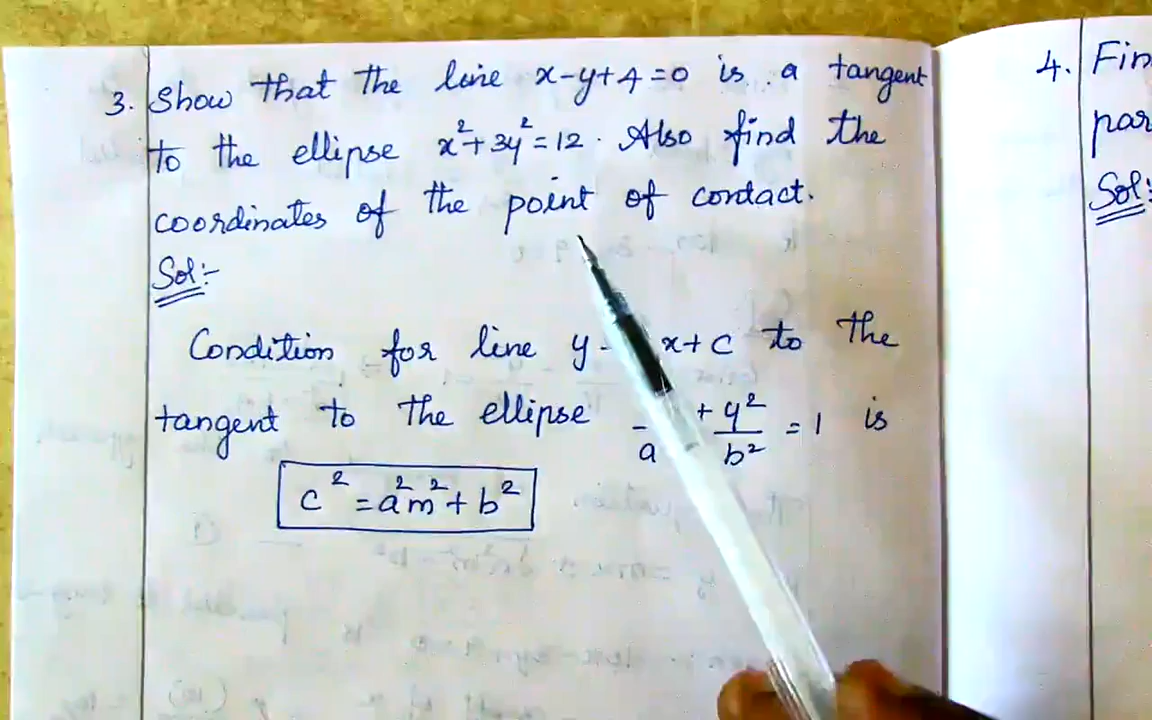 3. Show that the line x-y+4=0 is a tangent
to the ellipse x²+3y²=12. Also find the
coordinates of the point of contact.
Sol:-
Condition for line y= x+c to the
tangent to the ellipse a + y²/b² = 1 is
c² = a²m² + b²
4. Fin
par
Sol: